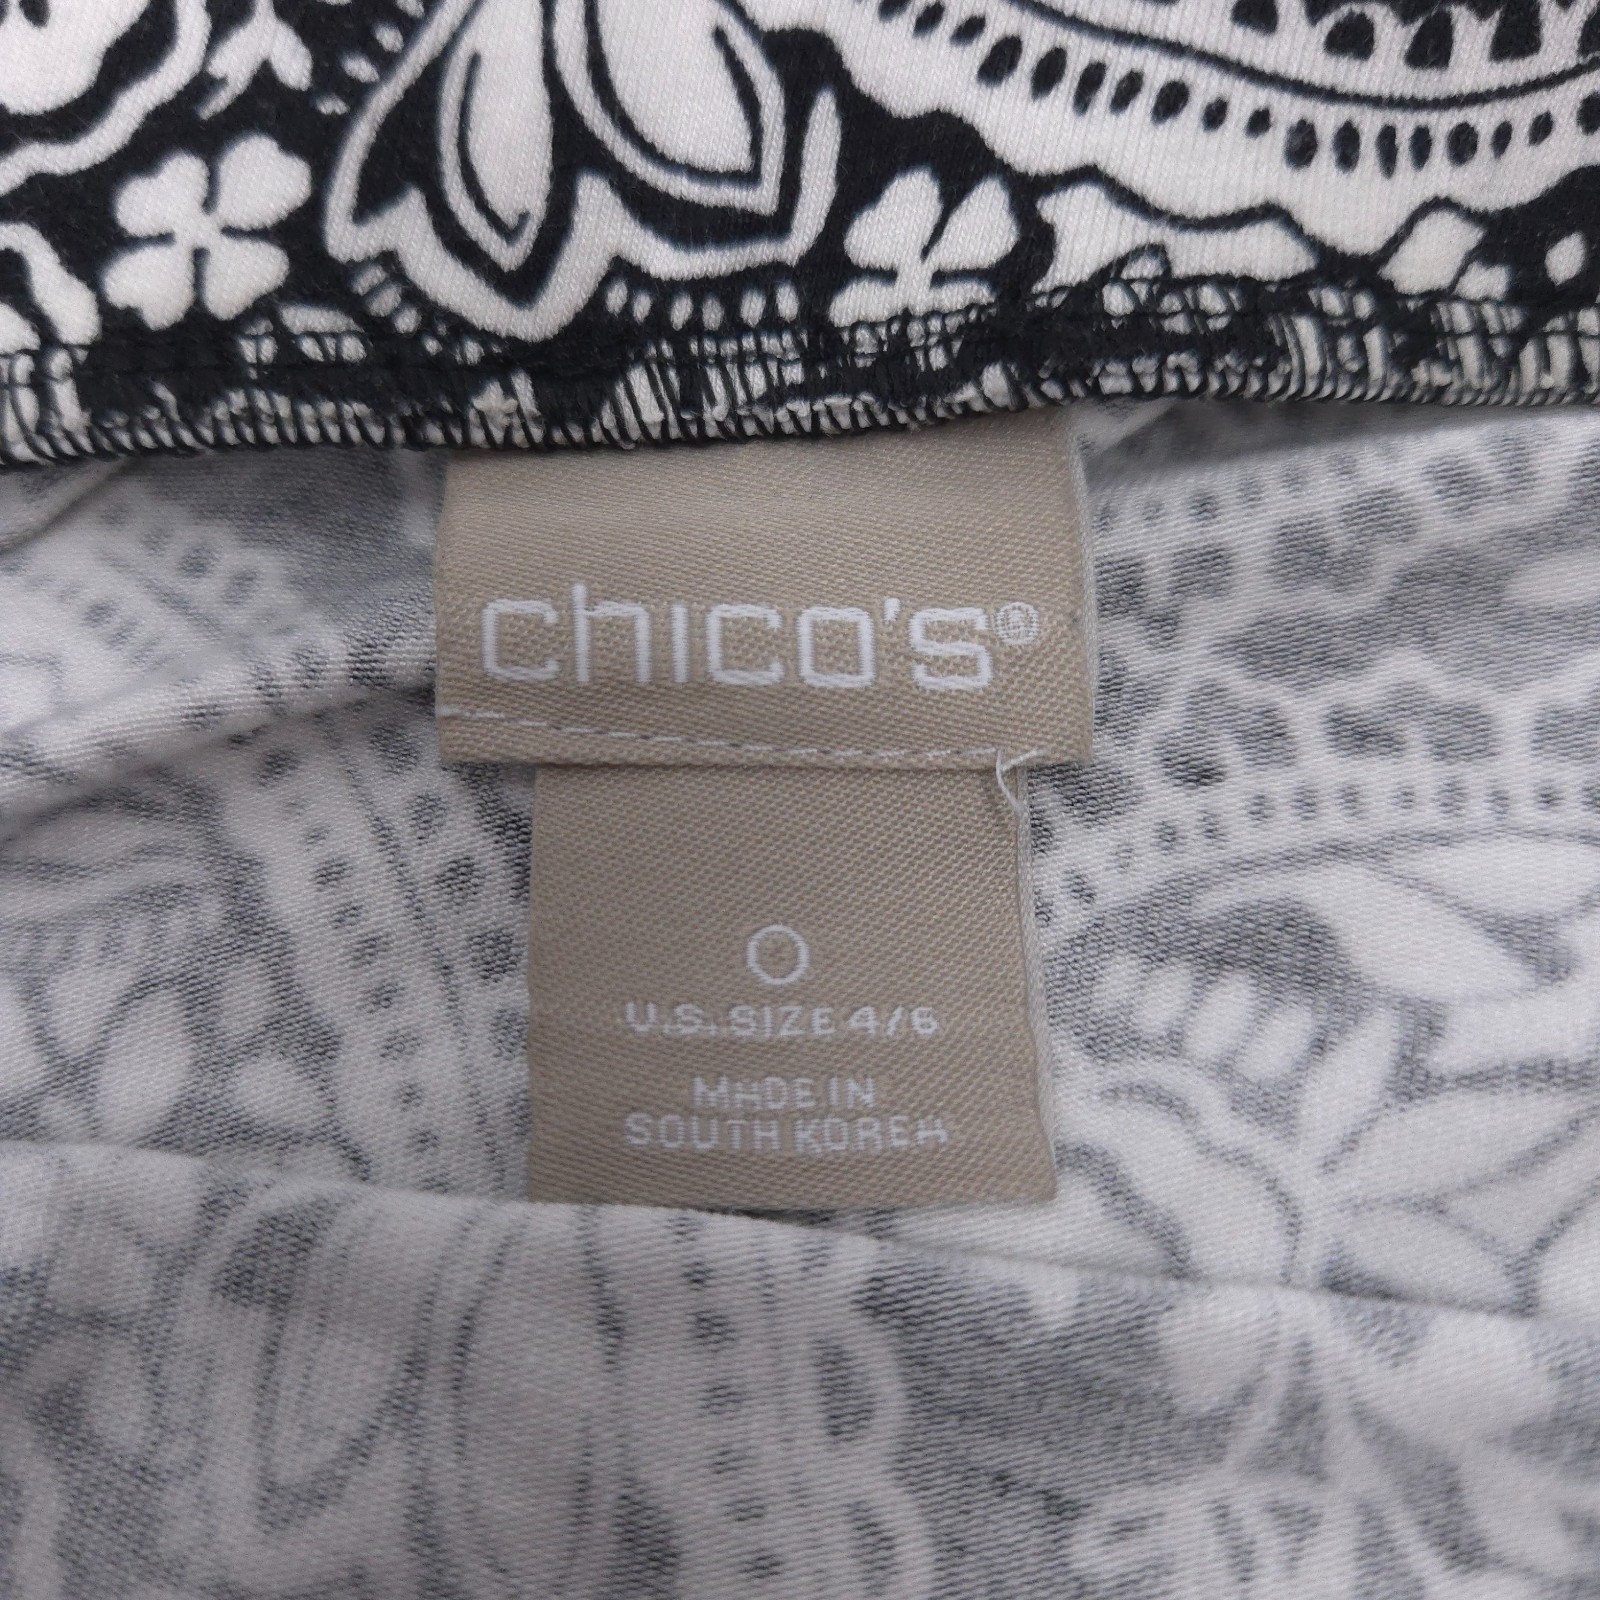 chico's®
0
U.S. SIZE 4/6
MADE IN
SOUTH KOREA